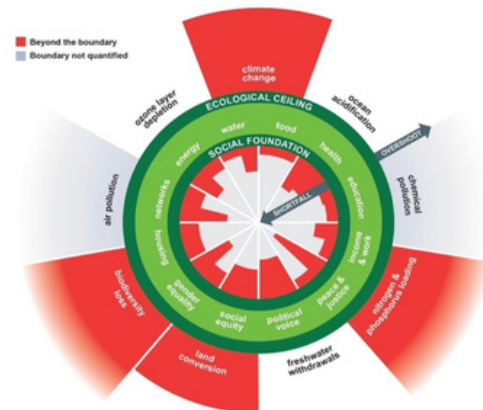 Beyond the boundary
Boundary not quantified
climate
change
ozone layer
depletion
ocean
acidification
ECOLOGICAL CEILING
OVERSHOOT
water
food
energy
health
SOCIAL FOUNDATION
networks
education
SHORTFALL
air pollution
chemical
pollution
housing
income
& work
gender
equality
peace &
justice
social
equity
political
voice
biodiversity
loss
nitrogen &
phosphorus loading
land
conversion
freshwater
withdrawals